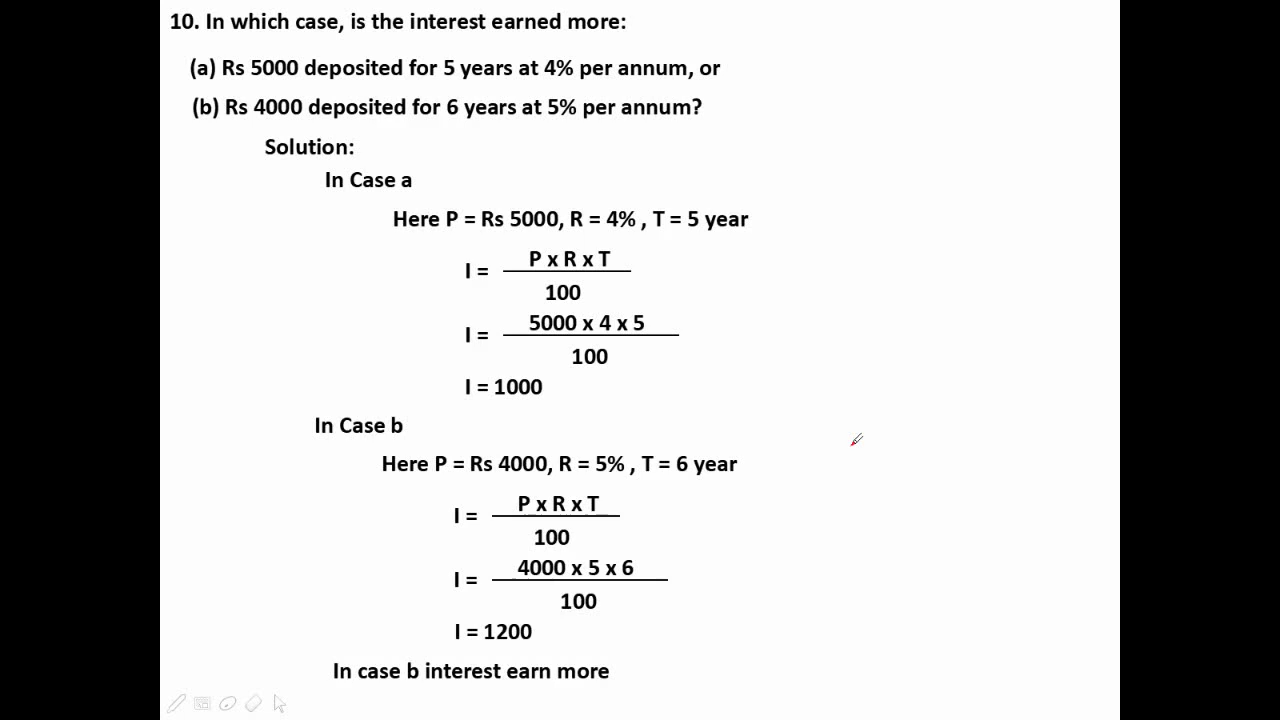 10. In which case, is the interest earned more:
(a) Rs 5000 deposited for 5 years at 4% per annum, or
(b) Rs 4000 deposited for 6 years at 5% per annum?
Solution:
In Case a
Here P = Rs 5000, R = 4% , T = 5 year
P x R x T
I =
100
5000 x 4 x 5
I =
100
I = 1000
In Case b
Here P = Rs 4000, R = 5% , T = 6 year
P x R x T
I =
100
4000 x 5 x 6
I =
100
I = 1200
In case b interest earn more